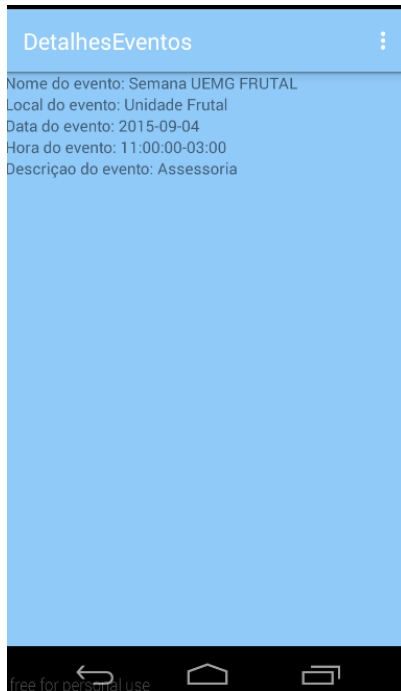 DetalhesEventos
Nome do evento: Semana UEMG FRUTAL
Local do evento: Unidade Frutal
Data do evento: 2015-09-04
Hora do evento: 11:00:00-03:00
Descriçao do evento: Assessoria
free for personal use